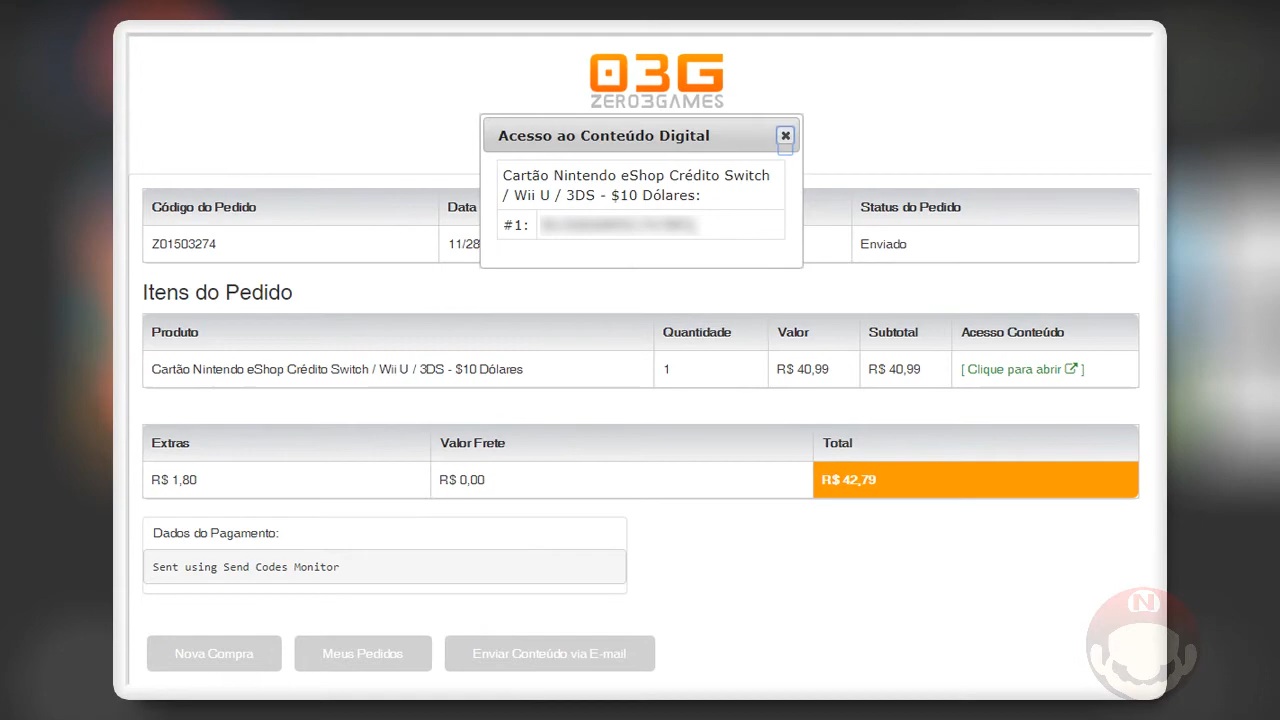 03G
ZERO3GAMES
Acesso ao Conteúdo Digital
Cartão Nintendo eShop Crédito Switch
/ Wii U / 3DS - $10 Dólares:
#1:
Código do Pedido
Data
Status do Pedido
Z01503274
11/28
Enviado
Itens do Pedido
Produto
Quantidade
Valor
Subtotal
Acesso Conteúdo
Cartão Nintendo eShop Crédito Switch / Wii U / 3DS - $10 Dólares
1
R$ 40,99
R$ 40,99
[ Clique para abrir ]
Extras
Valor Frete
Total
R$ 1,80
R$ 0,00
R$ 42,79
Dados do Pagamento:
Sent using Send Codes Monitor
N
Nova Compra
Meus Pedidos
Enviar Conteúdo via E-mail